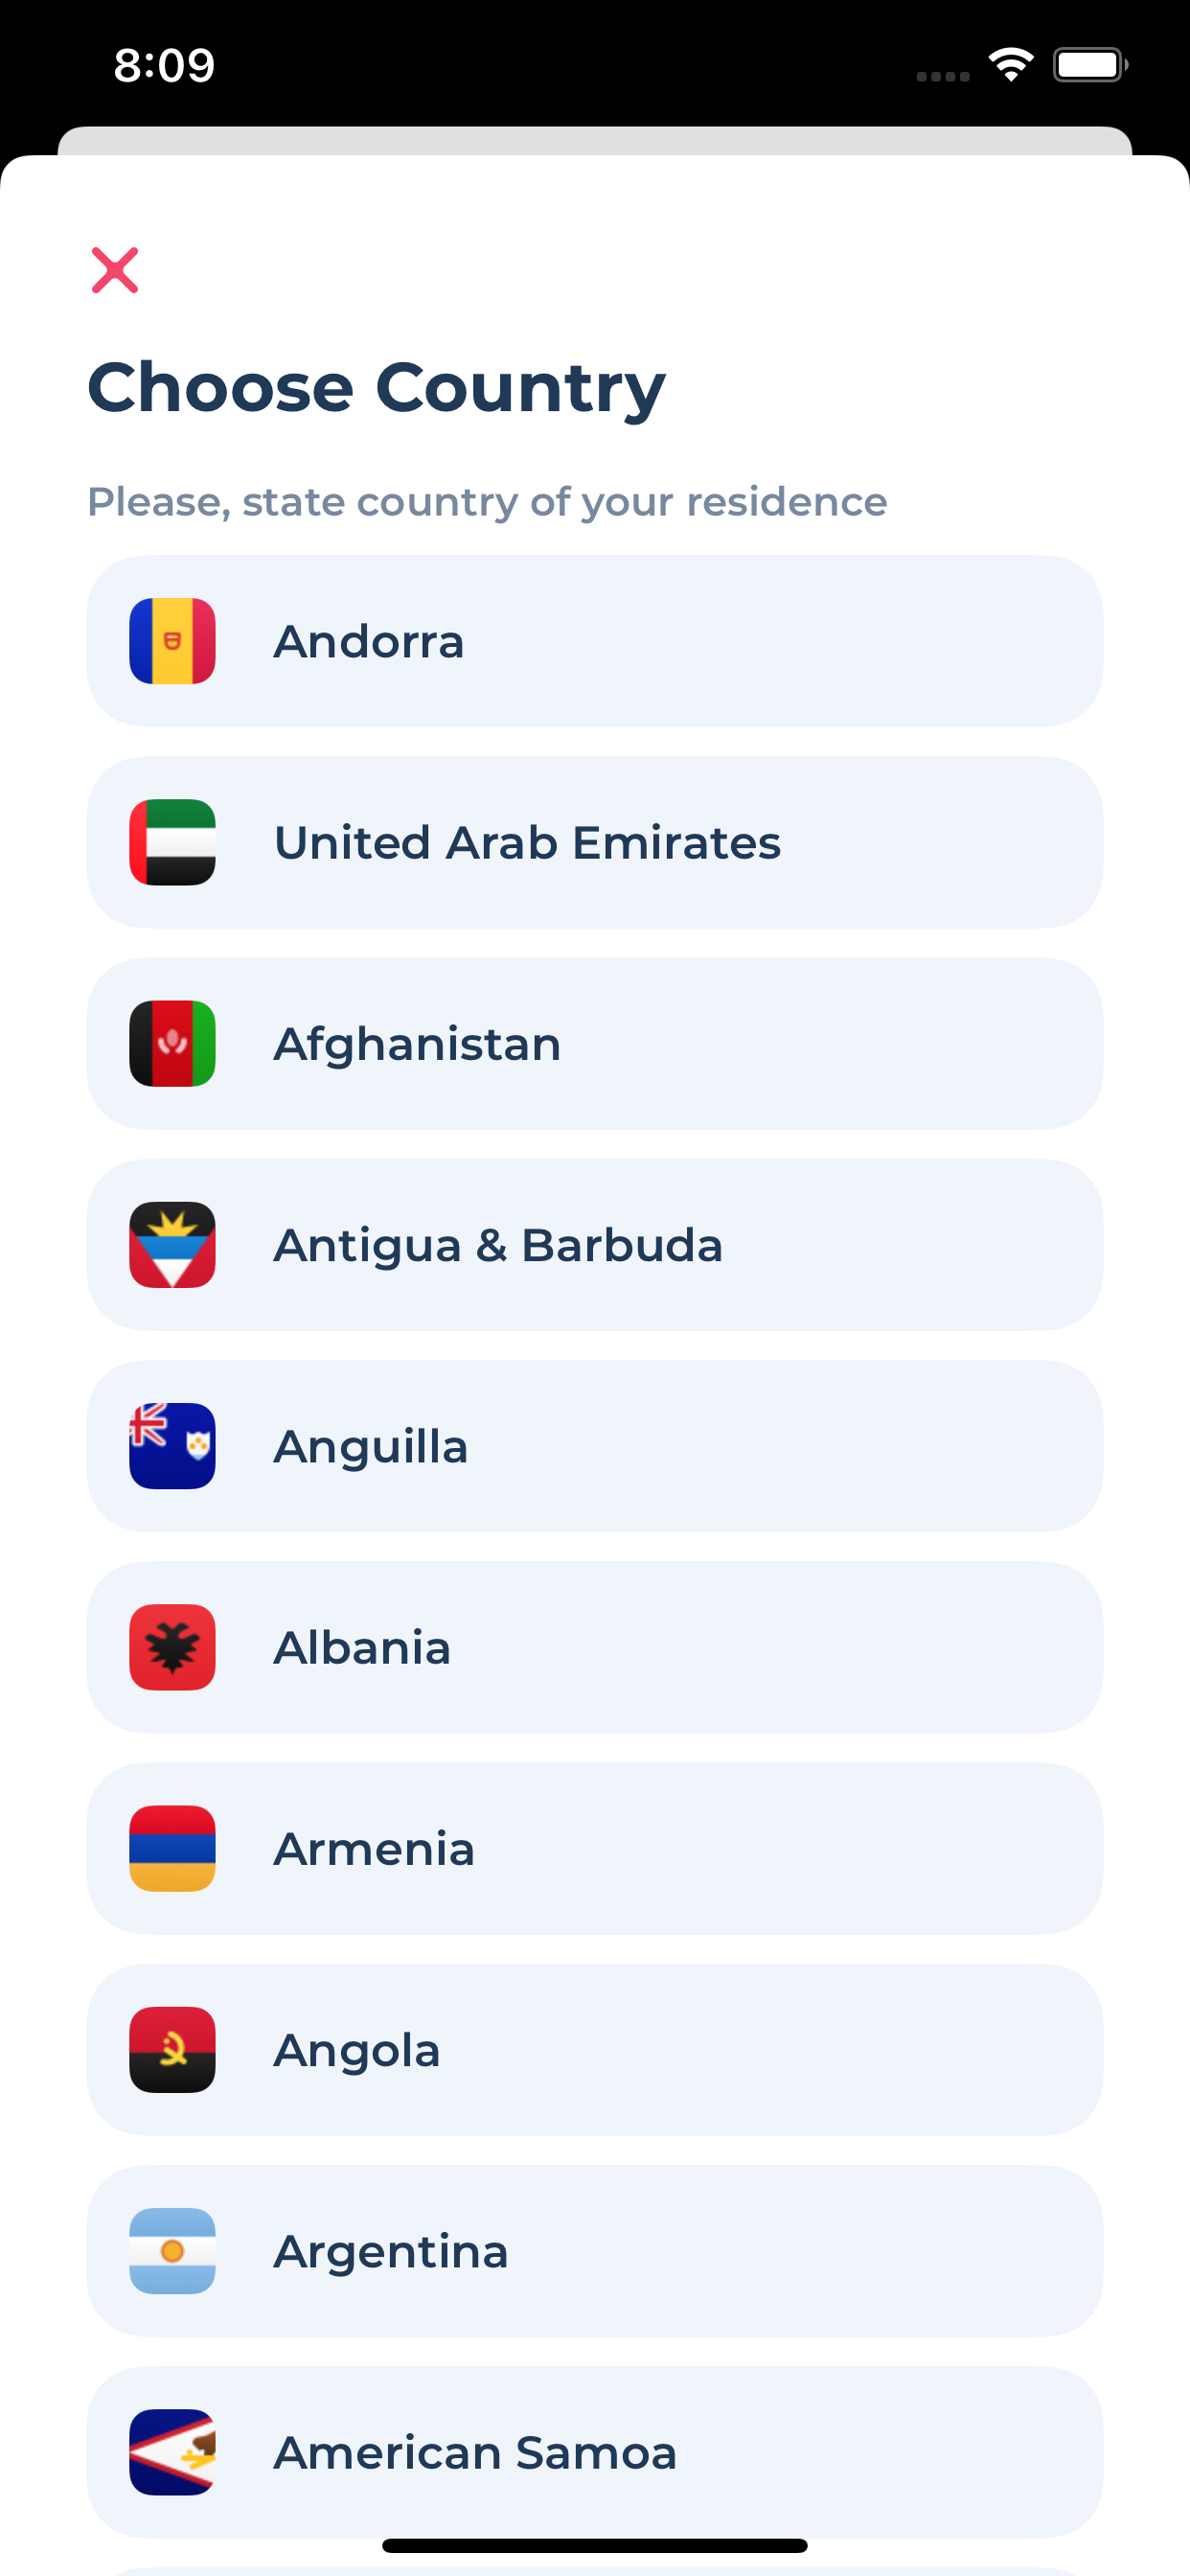 8:09
Choose Country
Please, state country of your residence
Andorra
United Arab Emirates
Afghanistan
Antigua & Barbuda
Anguilla
Albania
Armenia
Angola
Argentina
American Samoa